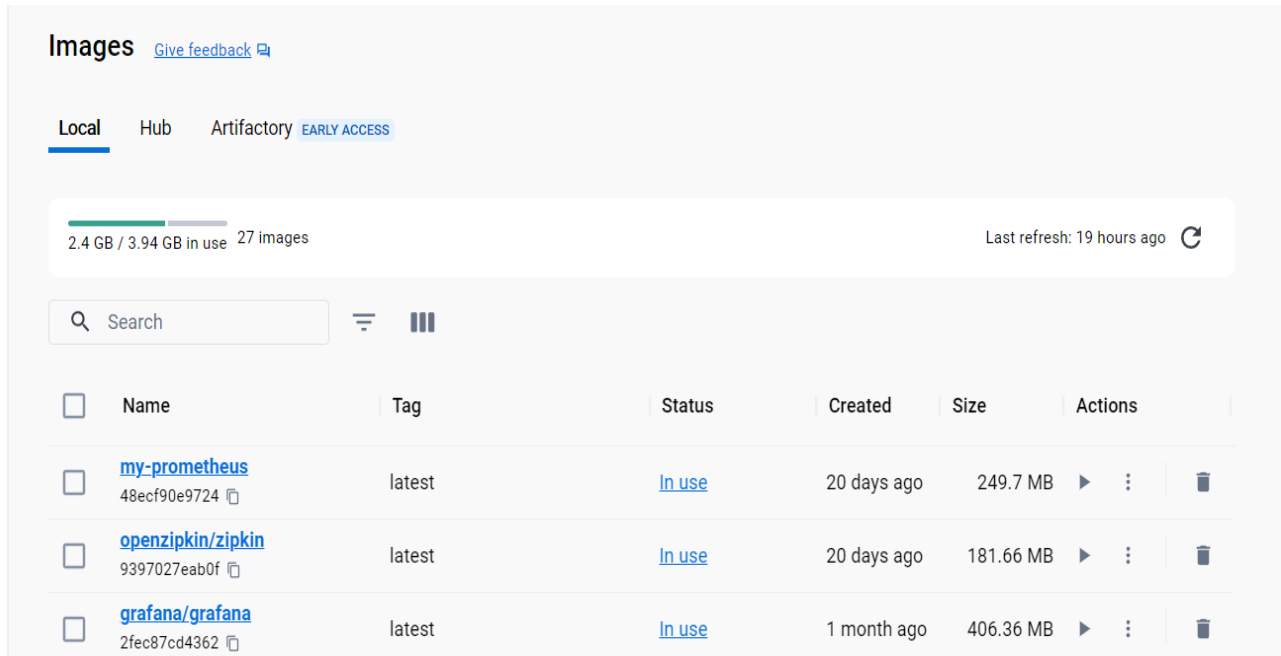 Images Give feedback
Local Hub Artifactory EARLY ACCESS
2.4 GB / 3.94 GB in use 27 images Last refresh: 19 hours ago
Search
Name Tag Status Created Size Actions
my-prometheus
48ecf90e9724
latest In use 20 days ago 249.7 MB
openzipkin/zipkin
9397027eab0f
latest In use 20 days ago 181.66 MB
grafana/grafana
2fec87cd4362
latest In use 1 month ago 406.36 MB